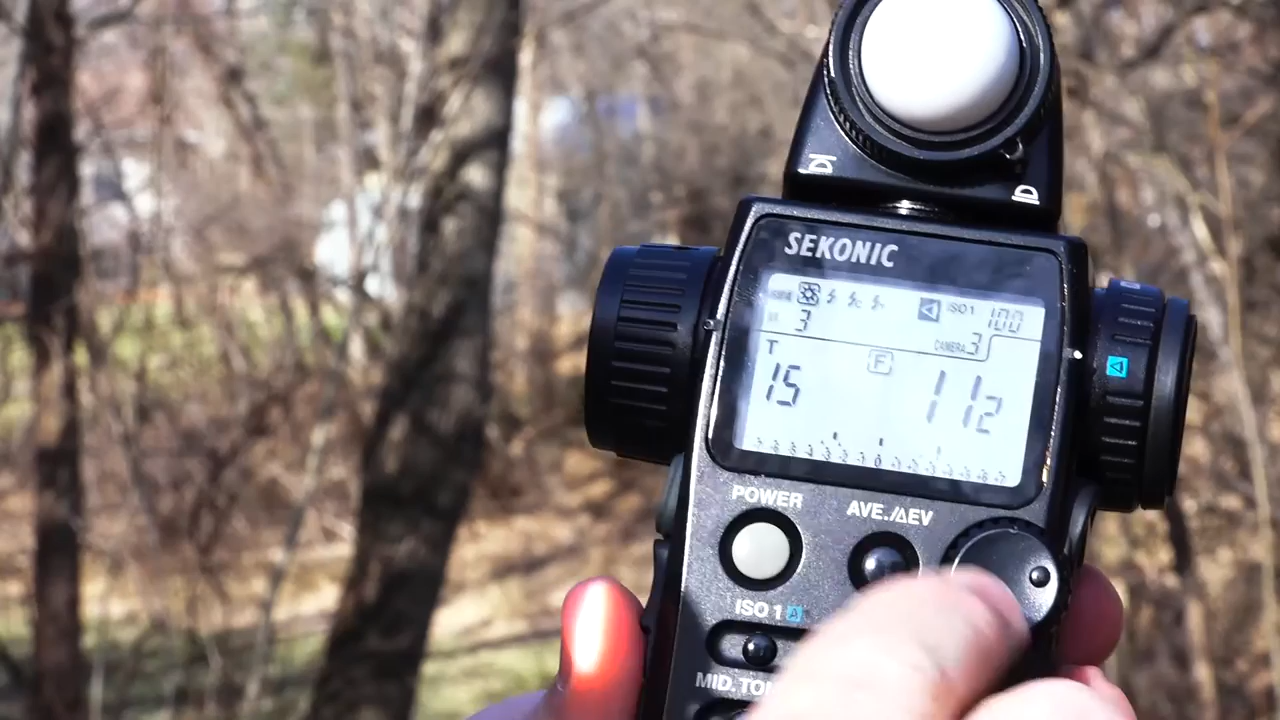 SEKONIC
ISO1 100
3
CAMERA 3
T F
15 11 2
POWER
AVE./ΔEV
ISO 1
MID. TO